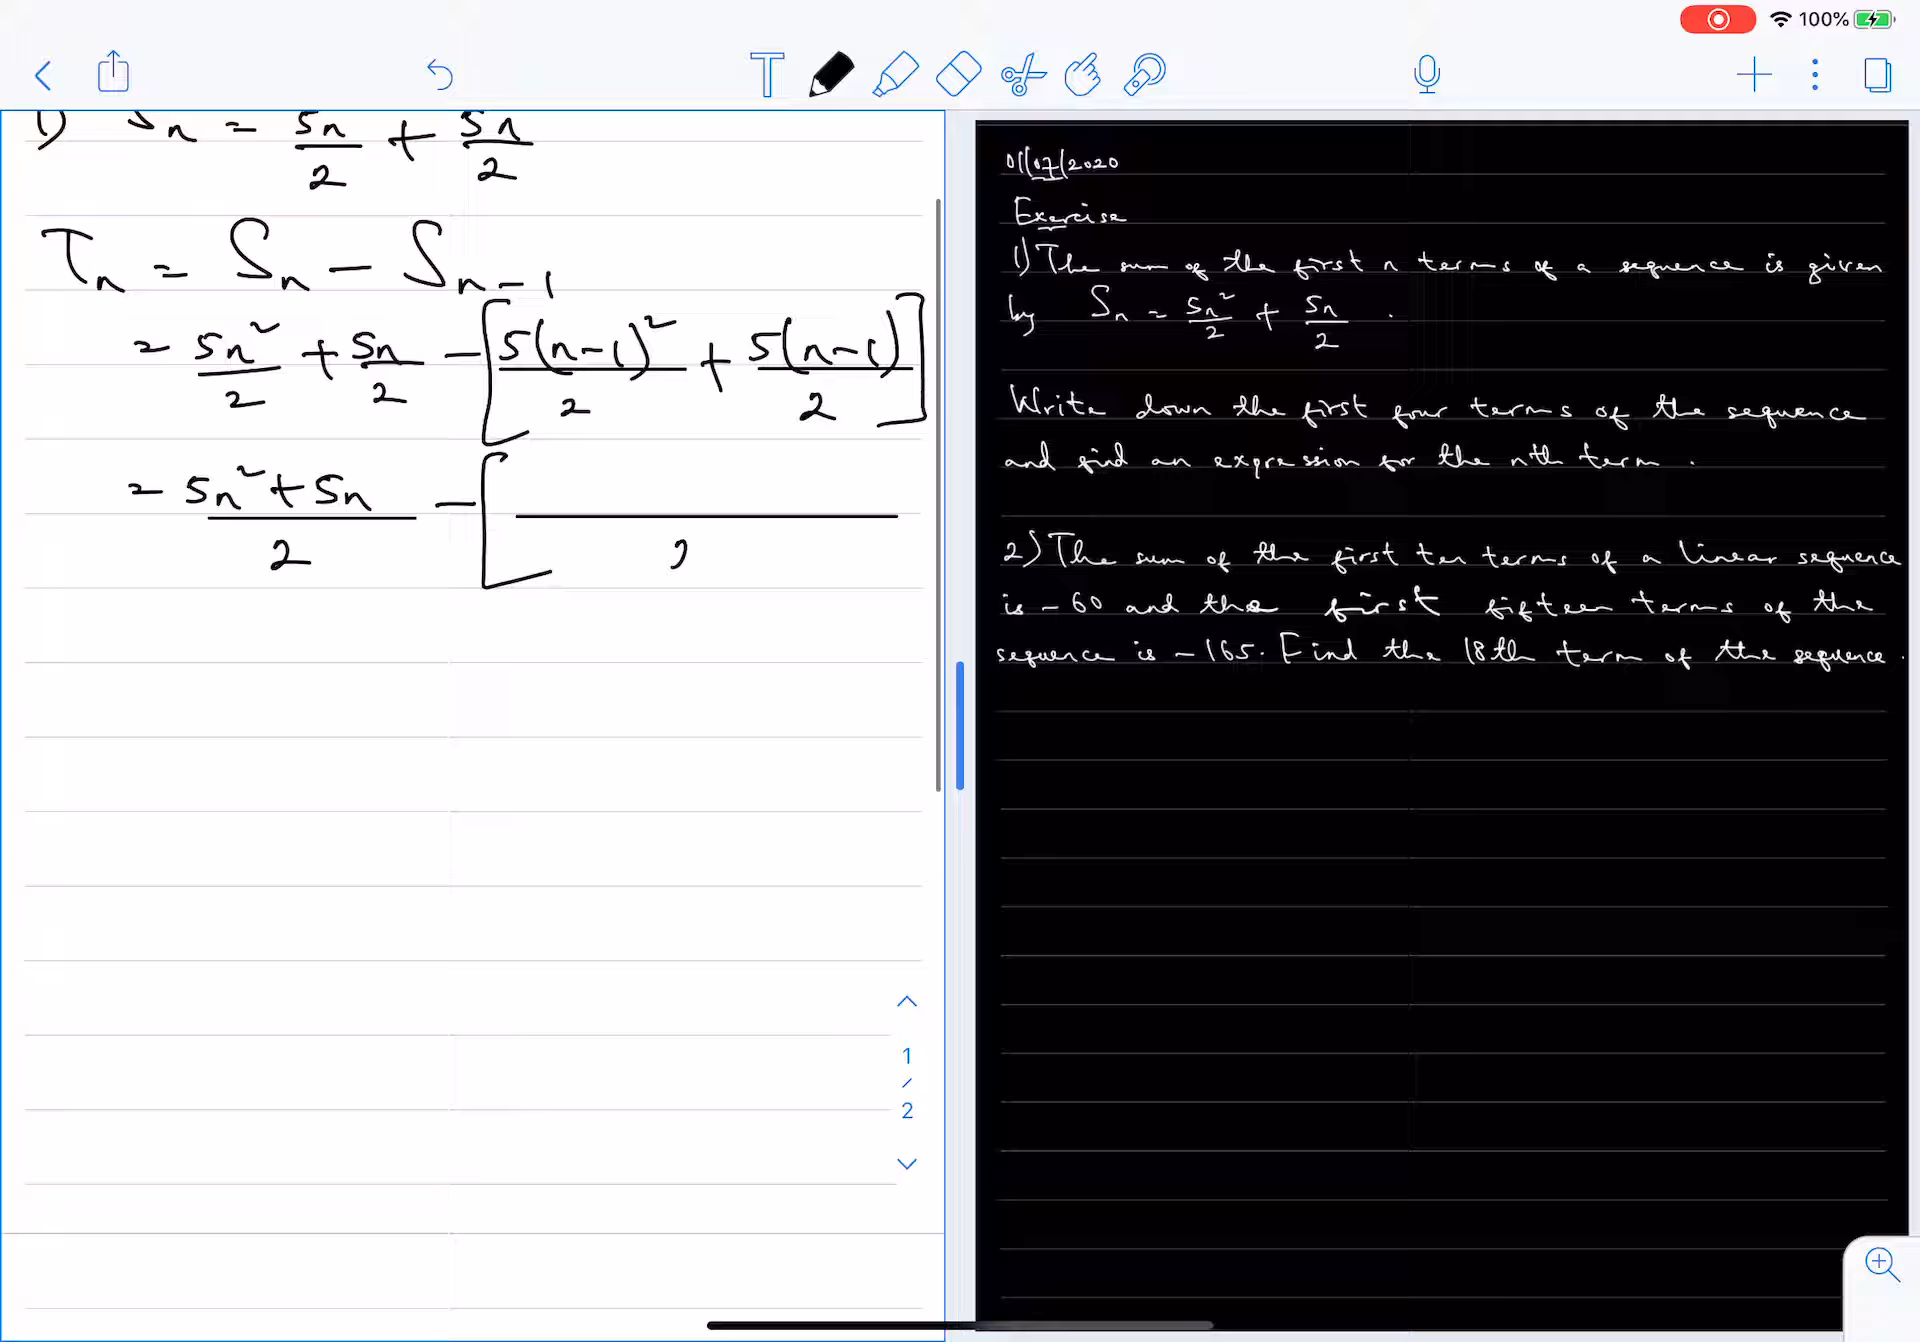 100%
1) Sn = 5n/2 + 5n/2
Tn = Sn - Sn-1
= 5n²/2 + 5n/2 - [5(n-1)²/2 + 5(n-1)/2]
= 5n² + 5n/2 - [ /2
1
/
2
01/07/2020
Exercise
1) The sum of the first n terms of a sequence is given
by Sn = 5n²/2 + 5n/2 .
Write down the first four terms of the sequence
and find an expression for the nth term .
2) The sum of the first ten terms of a linear sequence
is - 60 and the first fifteen terms of the
sequence is - 165. Find the 18th term of the sequence .